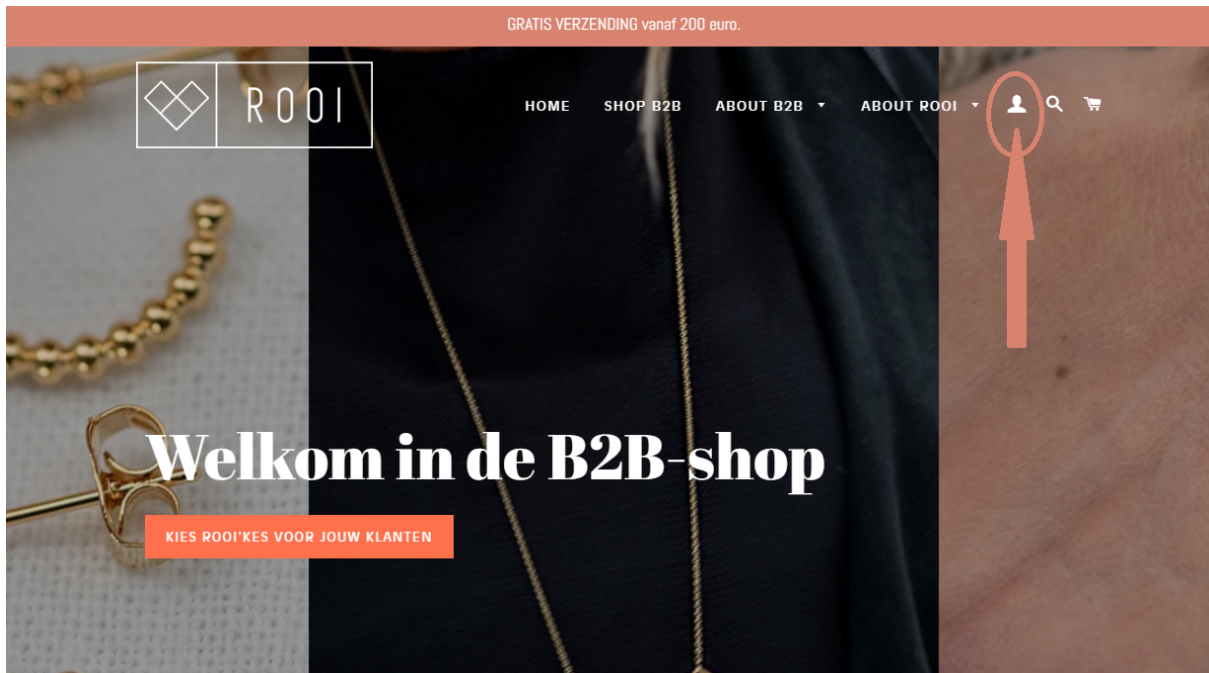 GRATIS VERZENDING vanaf 200 euro.
ROOI
HOME SHOP B2B ABOUT B2B ABOUT ROOI
Welkom in de B2B-shop
KIES ROOI'KES VOOR JOUW KLANTEN